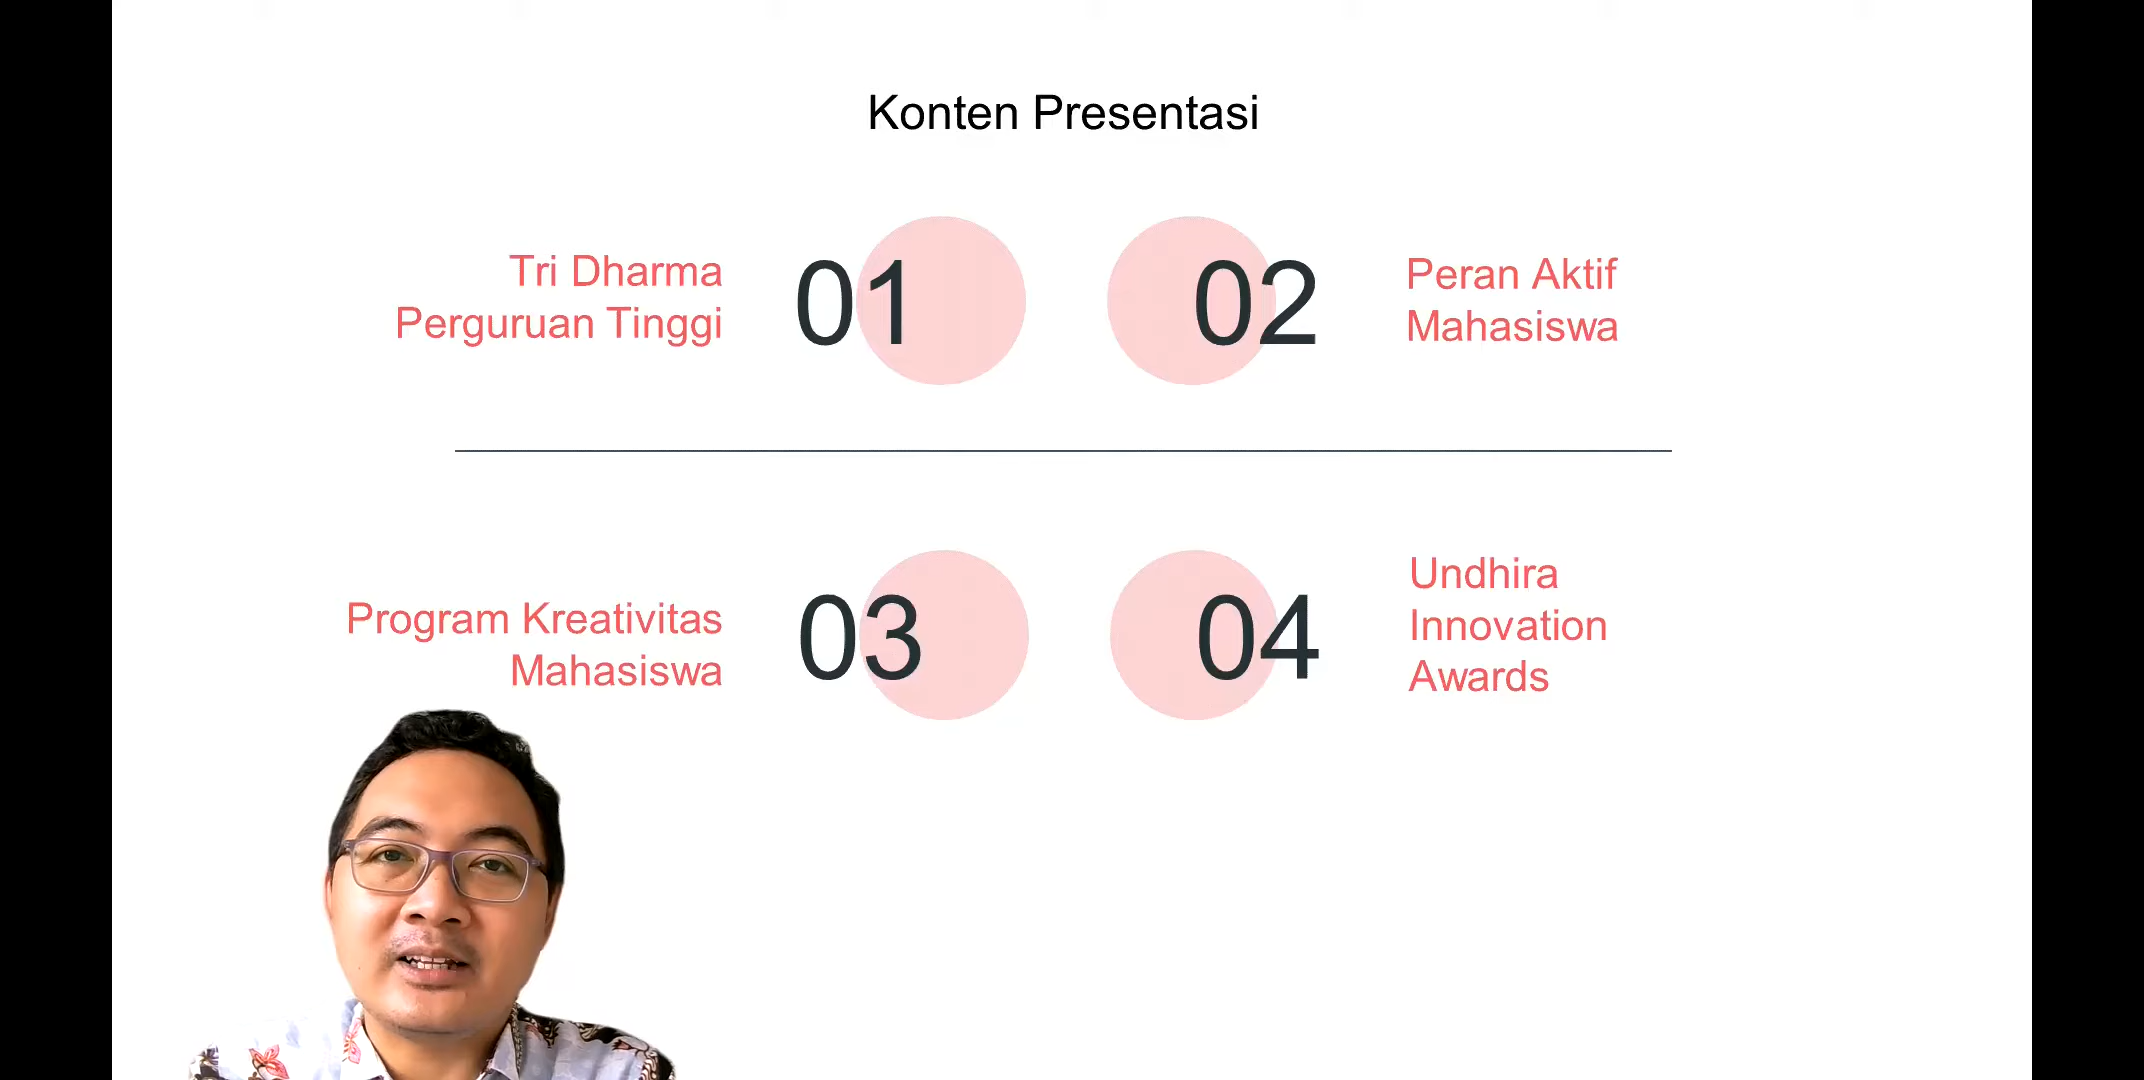 Konten Presentasi
Tri Dharma
Perguruan Tinggi
01
02
Peran Aktif
Mahasiswa
Program Kreativitas
Mahasiswa
03
04
Undhira
Innovation
Awards